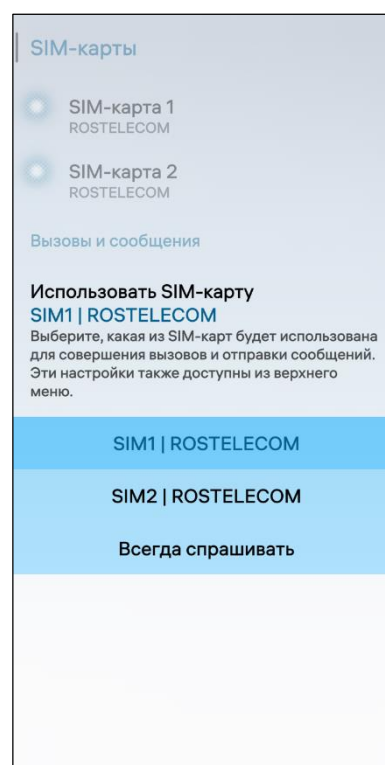 SIM-карты
SIM-карта 1
ROSTELECOM
SIM-карта 2
ROSTELECOM
Вызовы и сообщения
Использовать SIM-карту
SIM1 | ROSTELECOM
Выберите, какая из SIM-карт будет использована
для совершения вызовов и отправки сообщений.
Эти настройки также доступны из верхнего
меню.
SIM1 | ROSTELECOM
SIM2 | ROSTELECOM
Всегда спрашивать